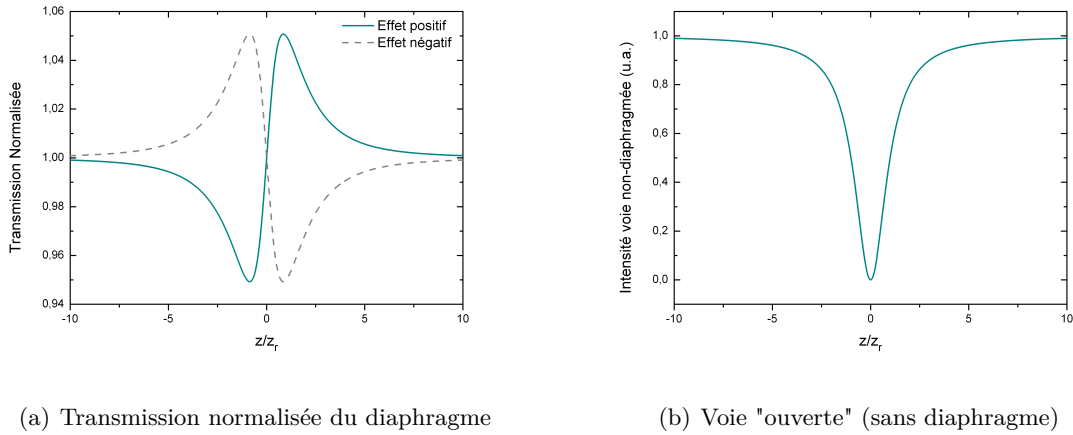 Effet positif
Effet négatif
1,06
1,04
1,02
1,00
0,98
0,96
0,94
Transmission Normalisée
-10
-5
0
5
10
z/z_r
1,0
0,8
0,6
0,4
0,2
0,0
Intensité voie non-diaphragmée (u.a.)
-10
-5
0
5
10
z/z_r
(a) Transmission normalisée du diaphragme
(b) Voie "ouverte" (sans diaphragme)